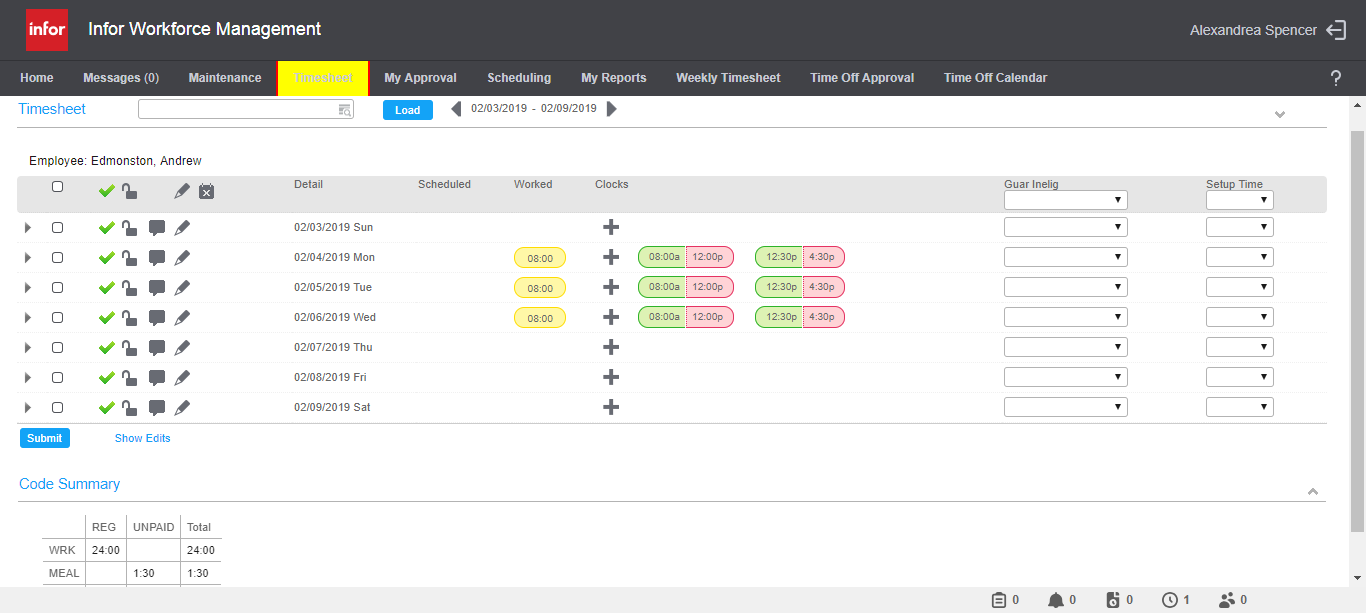 infor Infor Workforce Management Alexandrea Spencer
Home Messages (0) Maintenance Timesheet My Approval Scheduling My Reports Weekly Timesheet Time Off Approval Time Off Calendar ?
Timesheet Load 02/03/2019 - 02/09/2019
Employee: Edmonston, Andrew
Detail Scheduled Worked Clocks Guar Inelig Setup Time
02/03/2019 Sun
02/04/2019 Mon 08:00 08:00a 12:00p 12:30p 4:30p
02/05/2019 Tue 08:00 08:00a 12:00p 12:30p 4:30p
02/06/2019 Wed 08:00 08:00a 12:00p 12:30p 4:30p
02/07/2019 Thu
02/08/2019 Fri
02/09/2019 Sat
Submit Show Edits
Code Summary
REG UNPAID Total
WRK 24:00 24:00
MEAL 1:30 1:30
0 0 0 1 0